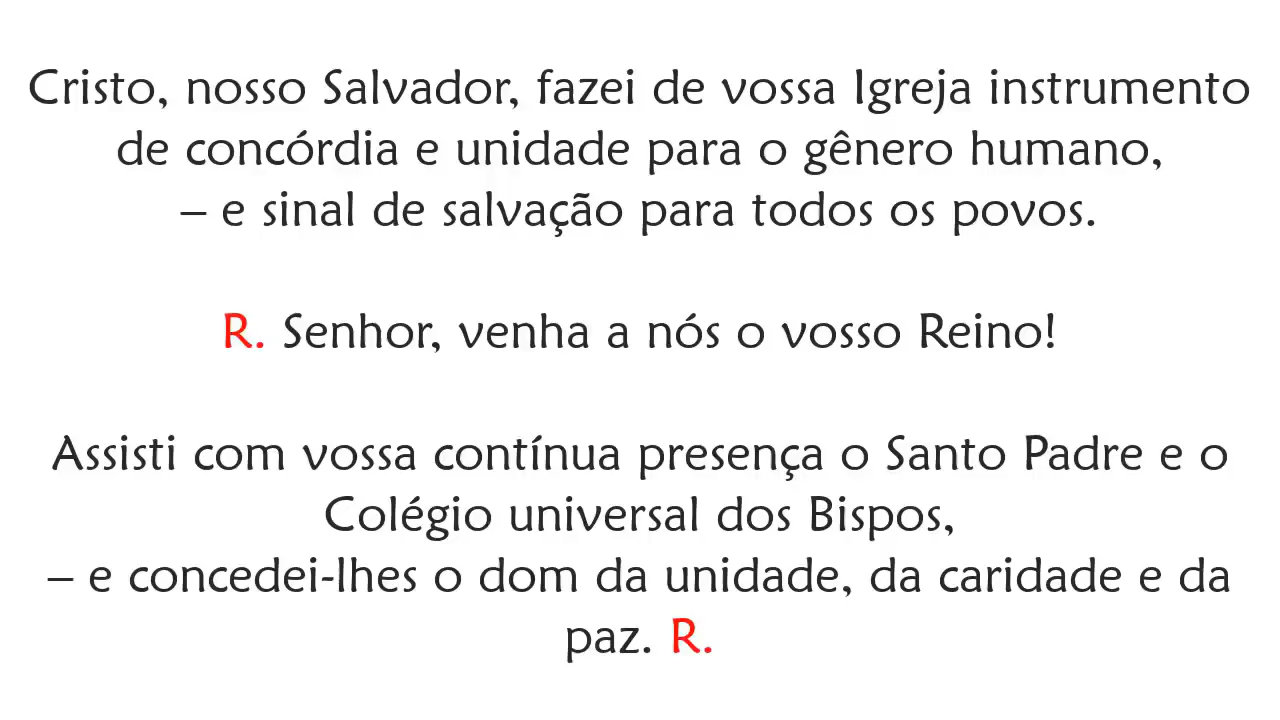 Cristo, nosso Salvador, fazei de vossa Igreja instrumento
de concórdia e unidade para o gênero humano,
– e sinal de salvação para todos os povos.
R. Senhor, venha a nós o vosso Reino!
Assisti com vossa contínua presença o Santo Padre e o
Colégio universal dos Bispos,
– e concedei-lhes o dom da unidade, da caridade e da
paz. R.